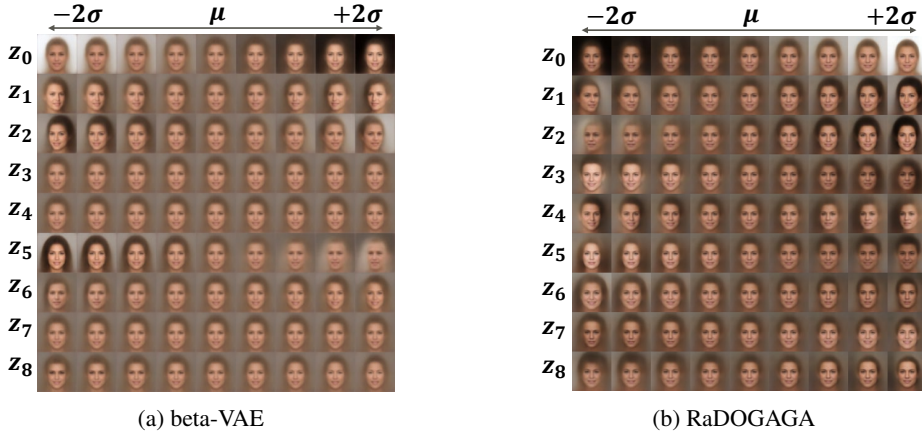 −2σ μ +2σ
z0
z1
z2
z3
z4
z5
z6
z7
z8
(a) beta-VAE
−2σ μ +2σ
z0
z1
z2
z3
z4
z5
z6
z7
z8
(b) RaDOGAGA